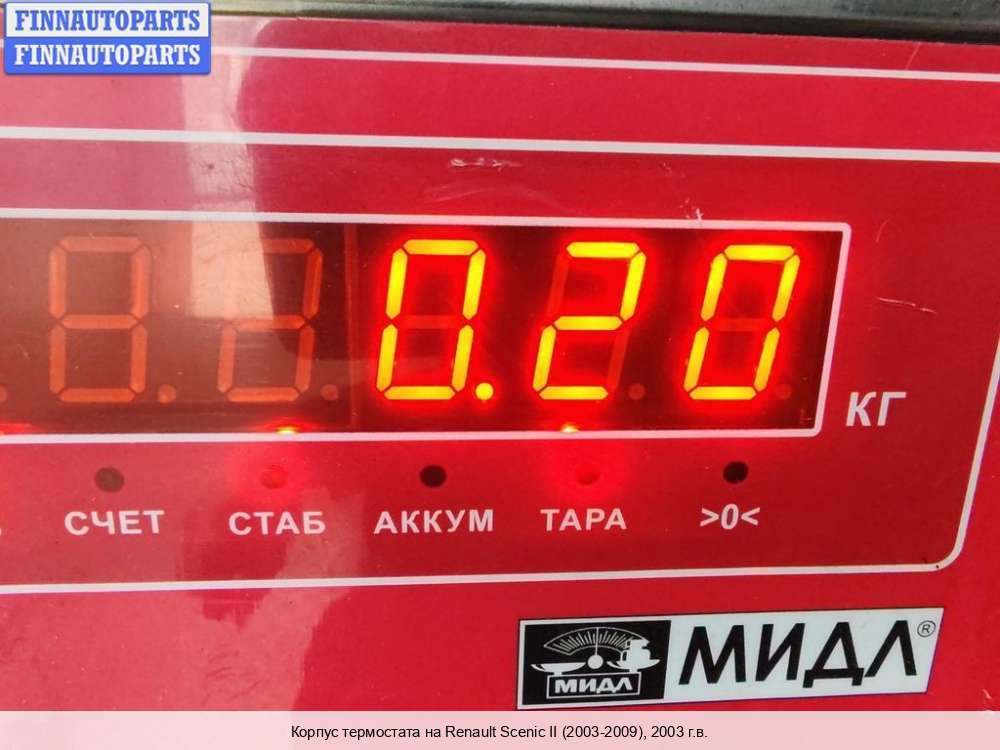 FINNAUTOPARTS
FINNAUTOPARTS
0.20
КГ
СЧЕТ СТАБ АККУМ ТАРА >0<
МИДЛ МИДЛ®
Корпус термостата на Renault Scenic II (2003-2009), 2003 г.в.